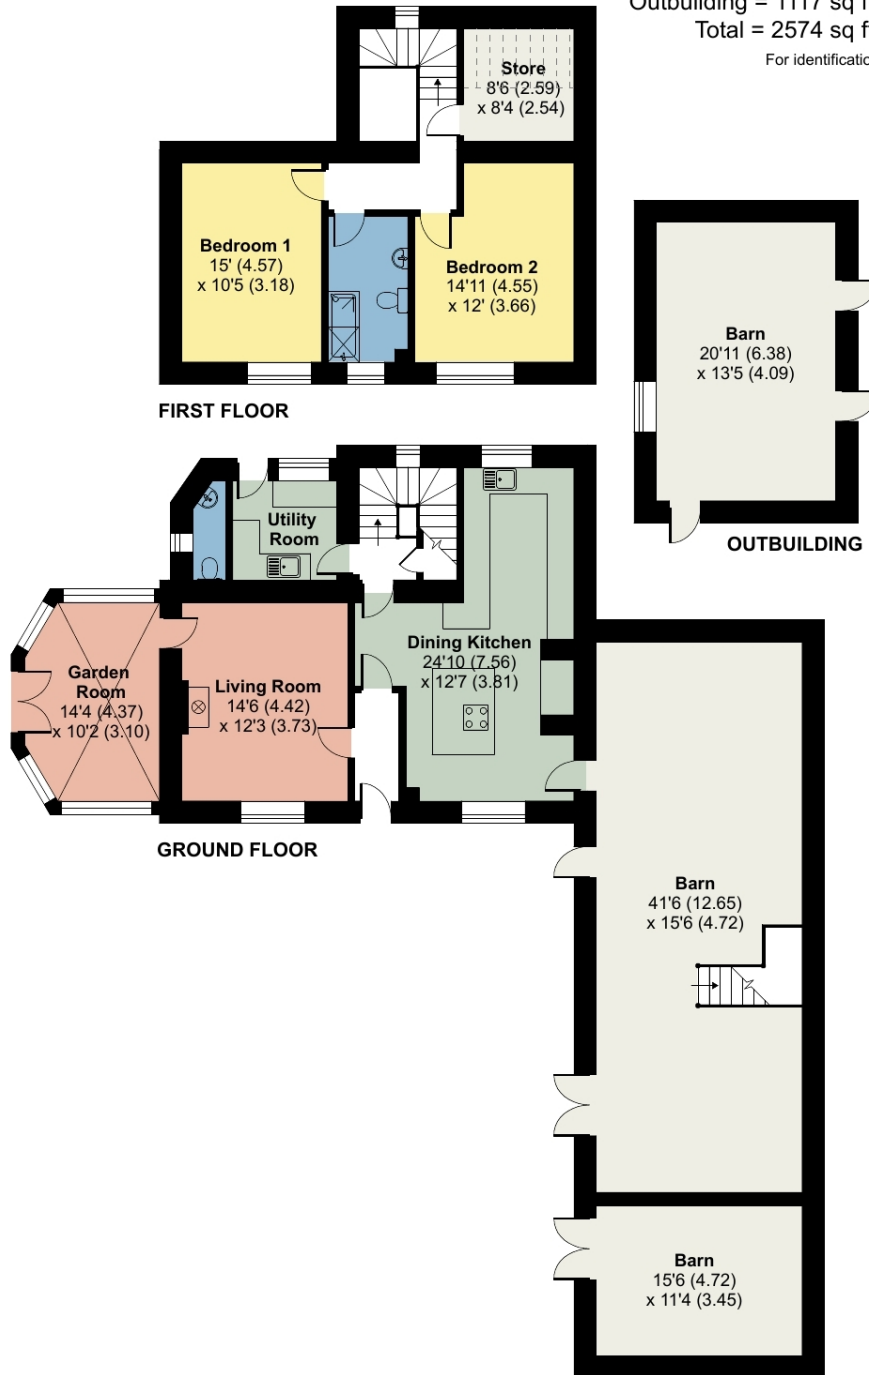 Outbuilding = 1117 sq f
Total = 2574 sq f
For identificatio
Store
8'6 (2.59)
x 8'4 (2.54)
Bedroom 1
15' (4.57)
x 10'5 (3.18)
Bedroom 2
14'11 (4.55)
x 12' (3.66)
FIRST FLOOR
Barn
20'11 (6.38)
x 13'5 (4.09)
OUTBUILDING
Utility
Room
Garden
Room
14'4 (4.37)
x 10'2 (3.10)
Living Room
14'6 (4.42)
x 12'3 (3.73)
Dining Kitchen
24'10 (7.56)
x 12'7 (3.81)
GROUND FLOOR
Barn
41'6 (12.65)
x 15'6 (4.72)
Barn
15'6 (4.72)
x 11'4 (3.45)